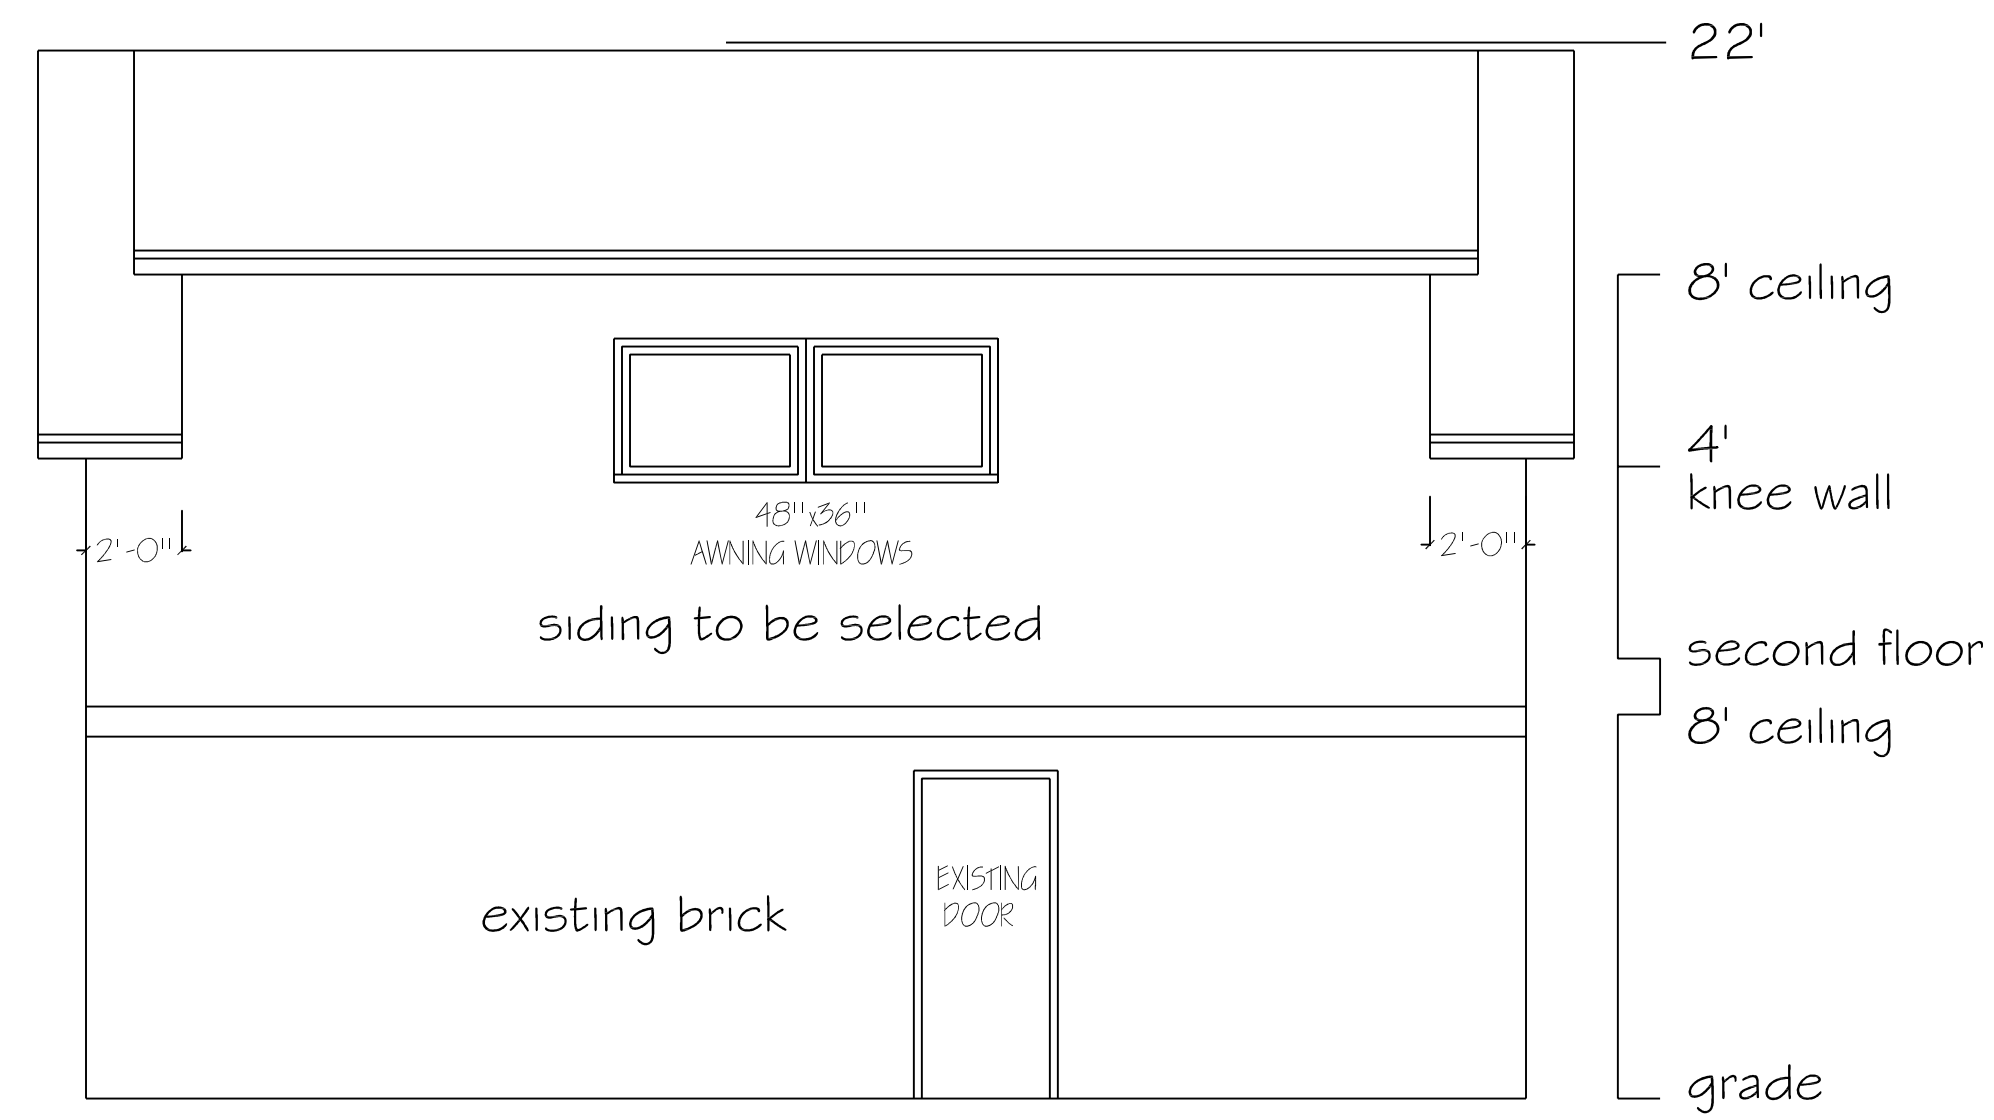 22'
8' ceiling
4'
knee wall
48"x36"
AWNING WINDOWS
2'-0"
2'-0"
siding to be selected
second floor
8' ceiling
EXISTING
DOOR
existing brick
grade